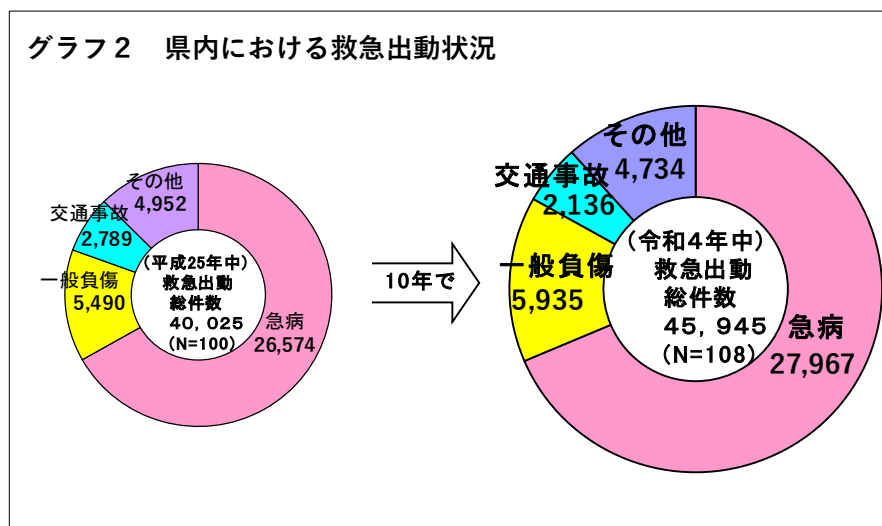 グラフ２　県内における救急出動状況
その他
4,952
交通事故
2,789
一般負傷
5,490
(平成25年中)
救急出動
総件数
４０，０２５
(N=100)
急病
26,574
10年で
その他
4,734
交通事故
2,136
一般負傷
5,935
(令和４年中)
救急出動
総件数
４５，９４５
(N=108)
急病
27,967